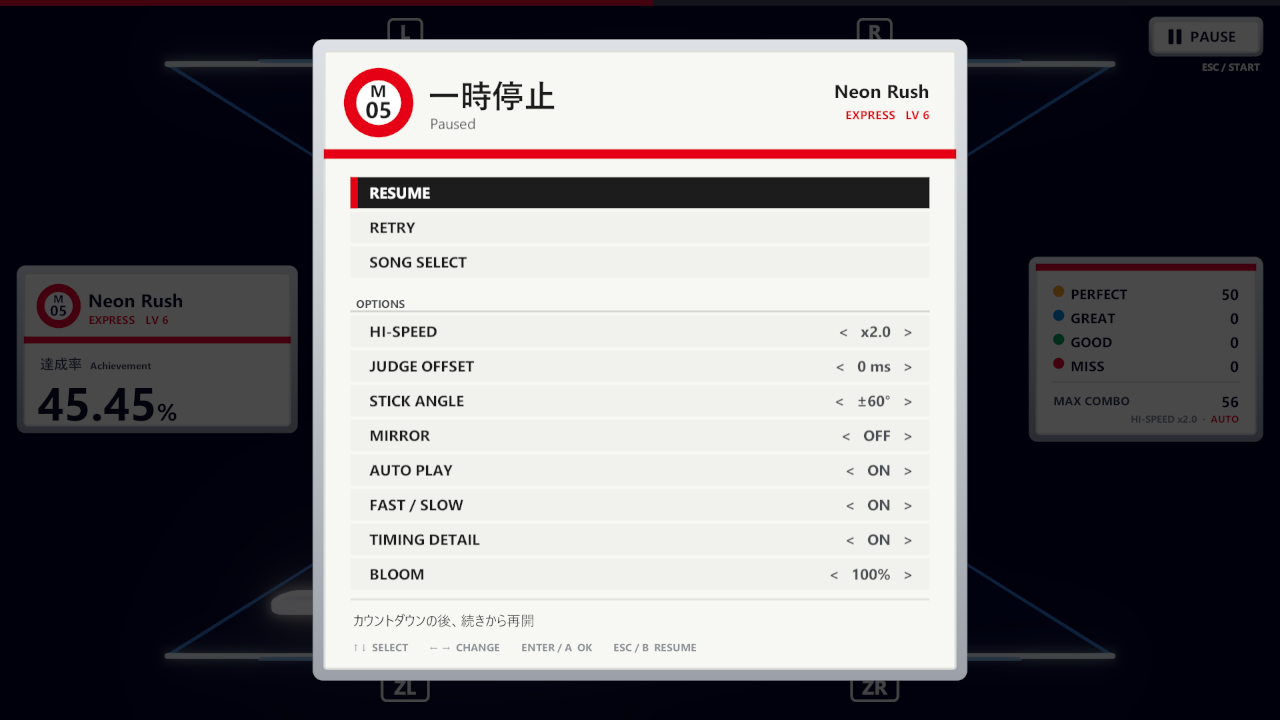 L
R
PAUSE
ESC / START
M
05
一時停止
Paused
Neon Rush
EXPRESS LV 6
RESUME
RETRY
SONG SELECT
OPTIONS
HI-SPEED < x2.0 >
JUDGE OFFSET < 0 ms >
STICK ANGLE < ±60° >
MIRROR < OFF >
AUTO PLAY < ON >
FAST / SLOW < ON >
TIMING DETAIL < ON >
BLOOM < 100% >
カウントダウンの後、続きから再開
↑↓ SELECT ←→ CHANGE ENTER / A OK ESC / B RESUME
M
05
Neon Rush
EXPRESS LV 6
達成率 Achievement
45.45%
PERFECT 50
GREAT 0
GOOD 0
MISS 0
MAX COMBO 56
HI-SPEED x2.0 · AUTO
ZL
ZR